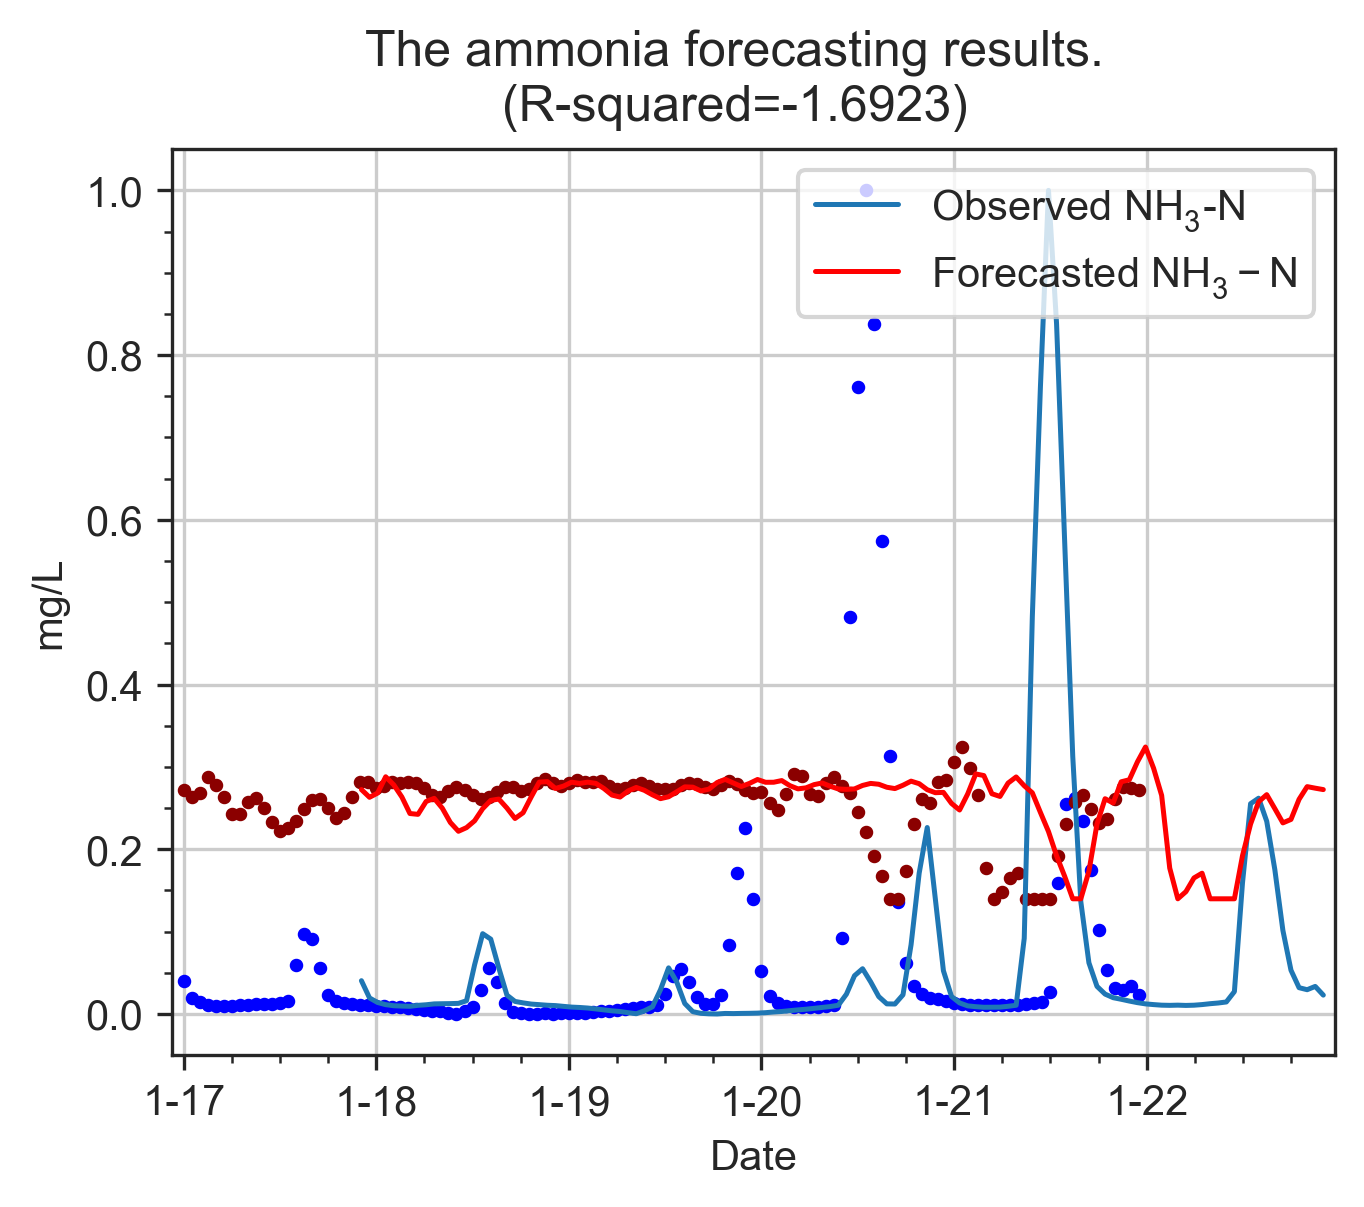 The ammonia forecasting results.
(R-squared=-1.6923)
Observed NH₃-N
Forecasted NH₃ – N
1.0
0.8
0.6
0.4
0.2
0.0
mg/L
1-17 1-18 1-19 1-20 1-21 1-22
Date